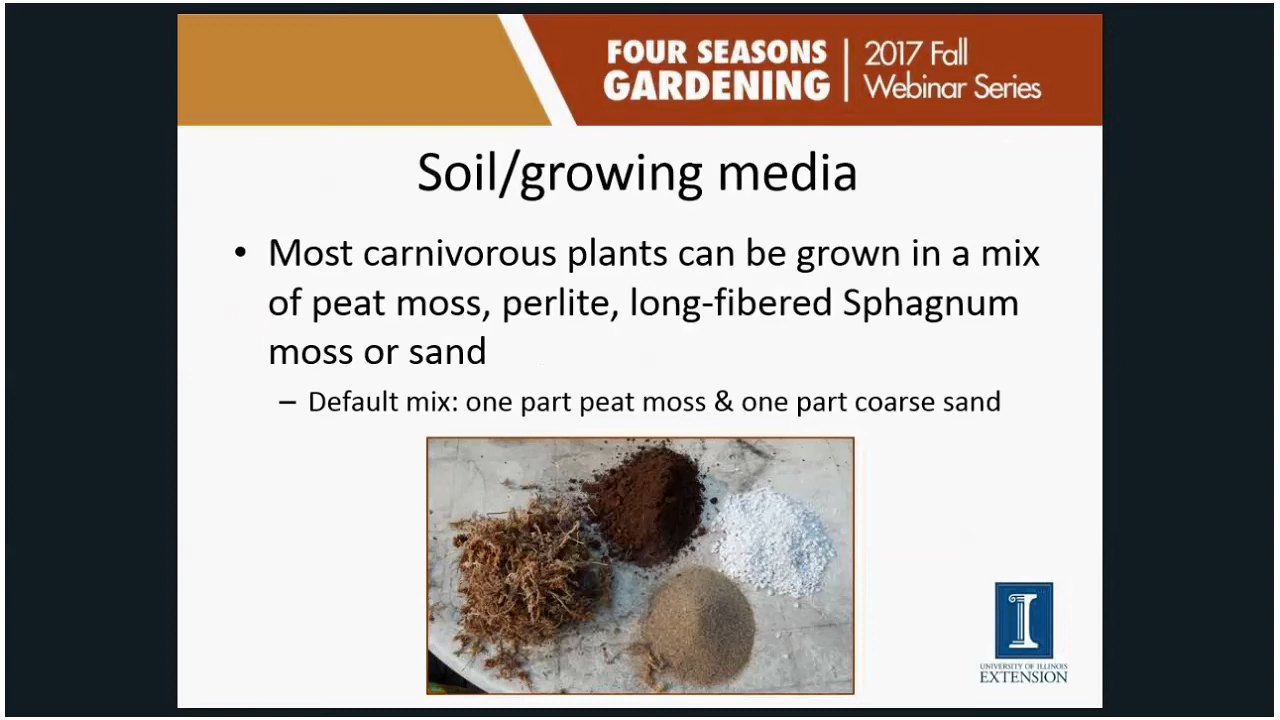 FOUR SEASONS
GARDENING
2017 Fall
Webinar Series
Soil/growing media
• Most carnivorous plants can be grown in a mix
of peat moss, perlite, long-fibered Sphagnum
moss or sand
– Default mix: one part peat moss & one part coarse sand
I
UNIVERSITY OF ILLINOIS
EXTENSION